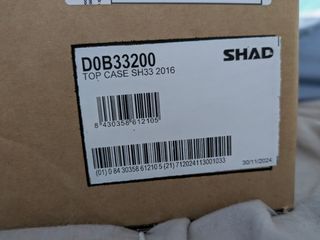 D0B33200
SHAD
TOP CASE SH33 2016
8 430358 612105
(01) 0 84 30358 61210 5 (21) 712024113001033
30/11/2024